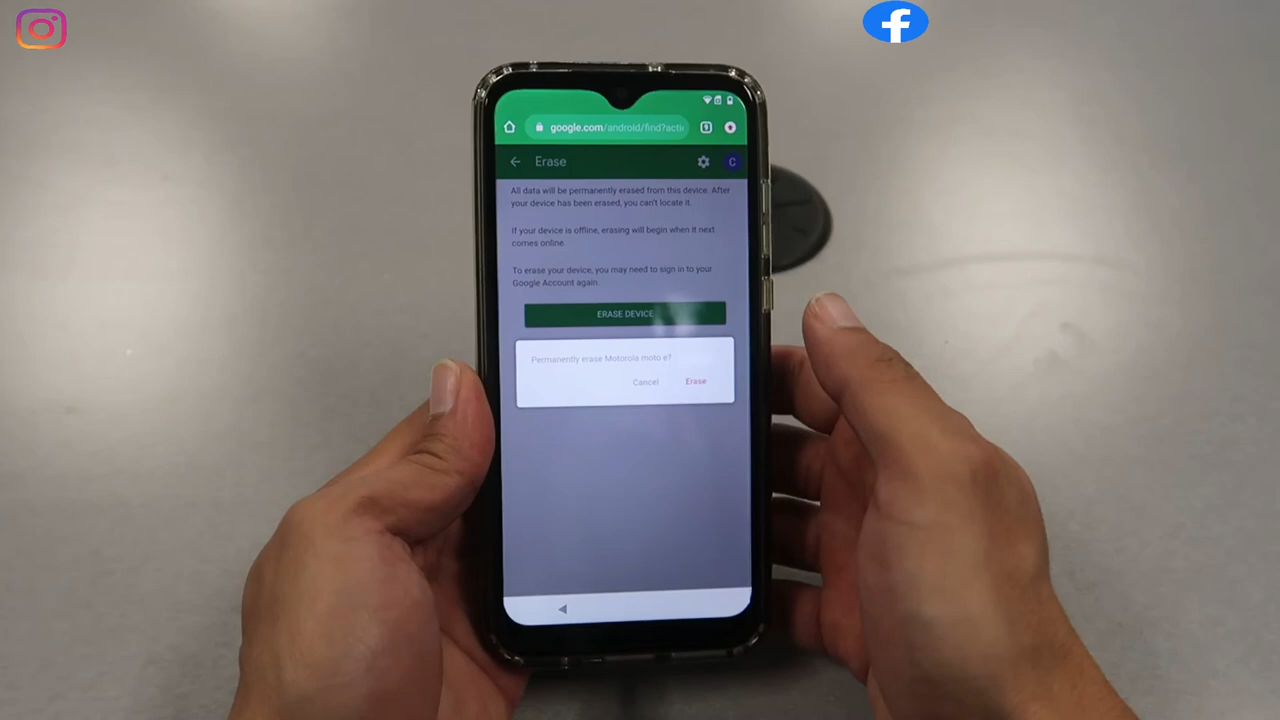 google.com/android/find?acti
9
Erase
C
All data will be permanently erased from this device. After
your device has been erased, you can't locate it.
If your device is offline, erasing will begin when it next
comes online.
To erase your device, you may need to sign in to your
Google Account again.
ERASE DEVICE
Permanently erase Motorola moto e?
Cancel
Erase